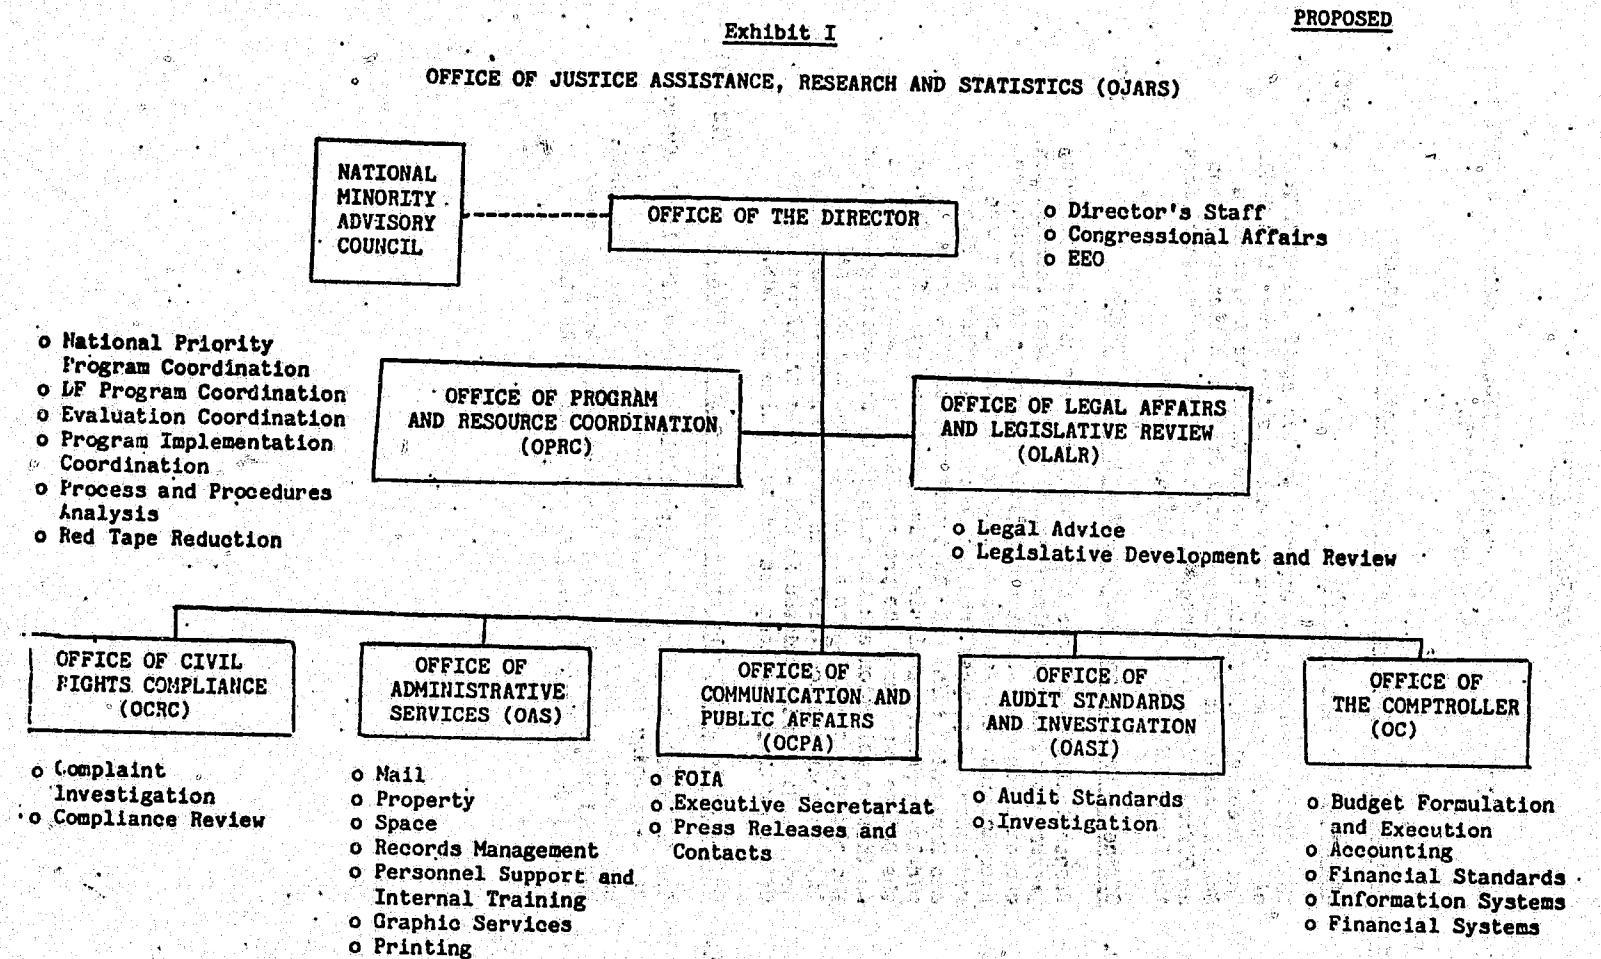 Exhibit I
PROPOSED
OFFICE OF JUSTICE ASSISTANCE, RESEARCH AND STATISTICS (OJARS)
NATIONAL
MINORITY
ADVISORY
COUNCIL
OFFICE OF THE DIRECTOR
o Director's Staff
o Congressional Affairs
o EEO
o National Priority
Program Coordination
o DF Program Coordination
o Evaluation Coordination
o Program Implementation
Coordination
o Process and Procedures
Analysis
o Red Tape Reduction
OFFICE OF PROGRAM
AND RESOURCE COORDINATION
(OPRC)
OFFICE OF LEGAL AFFAIRS
AND LEGISLATIVE REVIEW
(OLALR)
o Legal Advice
o Legislative Development and Review
OFFICE OF CIVIL
RIGHTS COMPLIANCE
(OCRC)
o Complaint
Investigation
o Compliance Review
OFFICE OF
ADMINISTRATIVE
SERVICES (OAS)
o Mail
o Property
o Space
o Records Management
o Personnel Support and
Internal Training
o Graphic Services
o Printing
OFFICE OF
COMMUNICATION AND
PUBLIC AFFAIRS
(OCPA)
o FOIA
o Executive Secretariat
o Press Releases and
Contacts
OFFICE OF
AUDIT STANDARDS
AND INVESTIGATION
(OASI)
o Audit Standards
o Investigation
OFFICE OF
THE COMPTROLLER
(OC)
o Budget Formulation
and Execution
o Accounting
o Financial Standards
o Information Systems
o Financial Systems